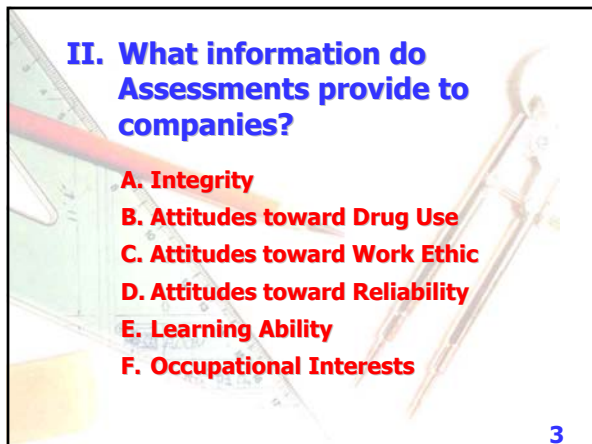 II. What information do
Assessments provide to
companies?
A. Integrity
B. Attitudes toward Drug Use
C. Attitudes toward Work Ethic
D. Attitudes toward Reliability
E. Learning Ability
F. Occupational Interests
3